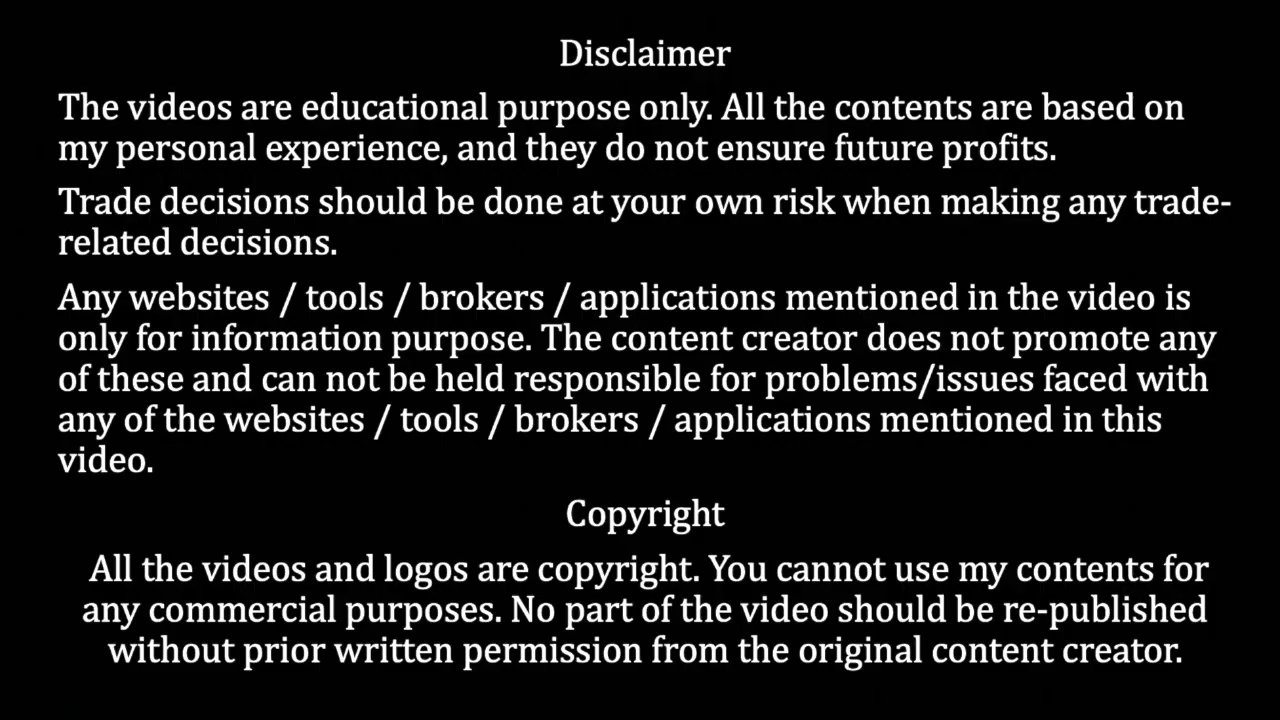 Disclaimer
The videos are educational purpose only. All the contents are based on
my personal experience, and they do not ensure future profits.
Trade decisions should be done at your own risk when making any trade-
related decisions.
Any websites / tools / brokers / applications mentioned in the video is
only for information purpose. The content creator does not promote any
of these and can not be held responsible for problems/issues faced with
any of the websites / tools / brokers / applications mentioned in this
video.
Copyright
All the videos and logos are copyright. You cannot use my contents for
any commercial purposes. No part of the video should be re-published
without prior written permission from the original content creator.